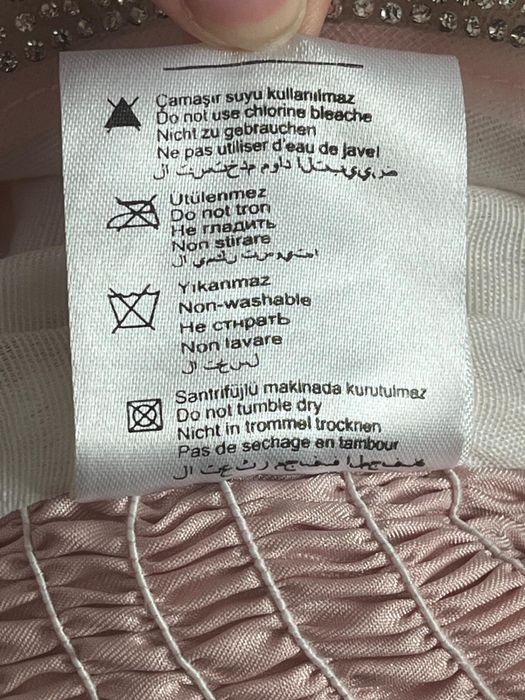 Çamaşır suyu kullanılmaz
Do not use chlorine bleache
Nicht zu gebrauchen
Ne pas utiliser d'eau de javel
Ütülenmez
Do not tron
Не гладить
Non stirare
Yıkanmaz
Non-washable
Не стнрать
Non lavare
Santrifüjlü makinada kurutulmaz
Do not tumble dry
Nicht in trommel trocknen
Pas de sechage en tambour